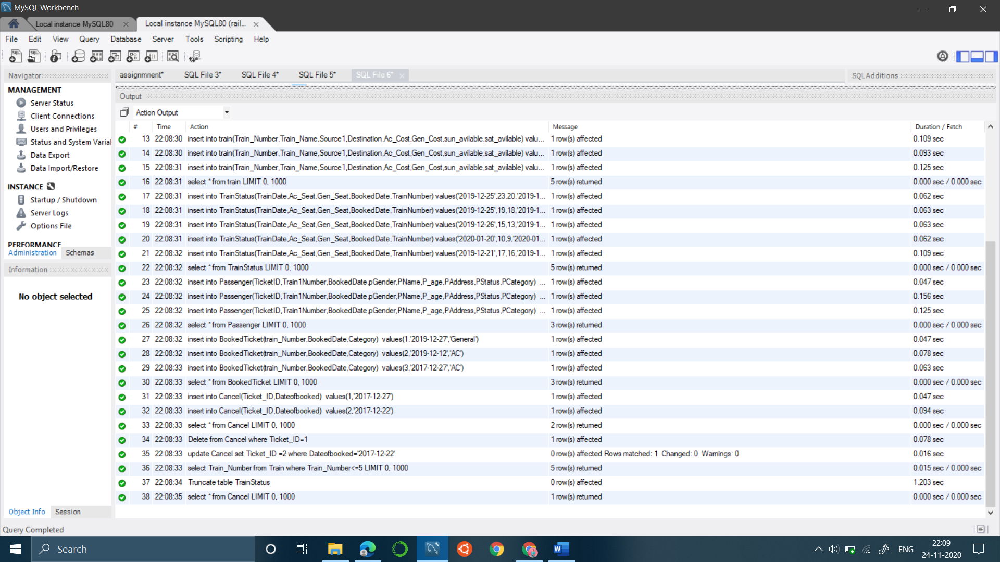 MySQL Workbench
Local instance MySQL80
Local instance MySQL80 (rail...
File Edit View Query Database Server Tools Scripting Help
Navigator
MANAGEMENT
Server Status
Client Connections
Users and Privileges
Status and System Varial
Data Export
Data Import/Restore
INSTANCE
Startup / Shutdown
Server Logs
Options File
PERFORMANCE
Administration Schemas
Information
No object selected
Object Info Session
Query Completed
assignmnent* SQL File 3* SQL File 4* SQL File 5* SQL File 6*
SQLAdditions
Output
Action Output
# Time Action Message Duration / Fetch
13 22:08:30 insert into train(Train_Number,Train_Name,Source1,Destination,Ac_Cost,Gen_Cost,sun_avilable,sat_avilable) valu... 1 row(s) affected 0.109 sec
14 22:08:30 insert into train(Train_Number,Train_Name,Source1,Destination,Ac_Cost,Gen_Cost,sun_avilable,sat_avilable) valu... 1 row(s) affected 0.093 sec
15 22:08:31 insert into train(Train_Number,Train_Name,Source1,Destination,Ac_Cost,Gen_Cost,sun_avilable,sat_avilable) valu... 1 row(s) affected 0.125 sec
16 22:08:31 select * from train LIMIT 0, 1000 5 row(s) returned 0.000 sec / 0.000 sec
17 22:08:31 insert into TrainStatus(TrainDate,Ac_Seat,Gen_Seat,BookedDate,TrainNumber) values('2019-12-25',23,20,'2019-1... 1 row(s) affected 0.062 sec
18 22:08:31 insert into TrainStatus(TrainDate,Ac_Seat,Gen_Seat,BookedDate,TrainNumber) values('2019-12-25',19,18,'2019-1... 1 row(s) affected 0.063 sec
19 22:08:31 insert into TrainStatus(TrainDate,Ac_Seat,Gen_Seat,BookedDate,TrainNumber) values('2019-12-26',15,13,'2019-1... 1 row(s) affected 0.063 sec
20 22:08:31 insert into TrainStatus(TrainDate,Ac_Seat,Gen_Seat,BookedDate,TrainNumber) values('2020-01-20',10,9,'2020-01... 1 row(s) affected 0.062 sec
21 22:08:32 insert into TrainStatus(TrainDate,Ac_Seat,Gen_Seat,BookedDate,TrainNumber) values('2019-12-21',17,16,'2019-1... 1 row(s) affected 0.109 sec
22 22:08:32 select * from TrainStatus LIMIT 0, 1000 5 row(s) returned 0.000 sec / 0.000 sec
23 22:08:32 insert into Passenger(TicketID,Train1Number,BookedDate,pGender,PName,P_age,PAddress,PStatus,PCategory) ... 1 row(s) affected 0.047 sec
24 22:08:32 insert into Passenger(TicketID,Train1Number,BookedDate,pGender,PName,P_age,PAddress,PStatus,PCategory) ... 1 row(s) affected 0.156 sec
25 22:08:32 insert into Passenger(TicketID,Train1Number,BookedDate,pGender,PName,P_age,PAddress,PStatus,PCategory) ... 1 row(s) affected 0.125 sec
26 22:08:32 select * from Passenger LIMIT 0, 1000 3 row(s) returned 0.000 sec / 0.000 sec
27 22:08:32 insert into BookedTicket(train_Number,BookedDate,Category) values(1,'2019-12-27','General') 1 row(s) affected 0.047 sec
28 22:08:32 insert into BookedTicket(train_Number,BookedDate,Category) values(2,'2019-12-12','AC') 1 row(s) affected 0.078 sec
29 22:08:33 insert into BookedTicket(train_Number,BookedDate,Category) values(3,'2017-12-27','AC') 1 row(s) affected 0.063 sec
30 22:08:33 select * from BookedTicket LIMIT 0, 1000 3 row(s) returned 0.000 sec / 0.000 sec
31 22:08:33 insert into Cancel(Ticket_ID,Dateofbooked) values(1,'2017-12-27') 1 row(s) affected 0.047 sec
32 22:08:33 insert into Cancel(Ticket_ID,Dateofbooked) values(2,'2017-12-22') 1 row(s) affected 0.094 sec
33 22:08:33 select * from Cancel LIMIT 0, 1000 2 row(s) returned 0.000 sec / 0.000 sec
34 22:08:33 Delete from Cancel where Ticket_ID=1 1 row(s) affected 0.078 sec
35 22:08:33 update Cancel set Ticket_ID =2 where Dateofbooked='2017-12-22' 0 row(s) affected Rows matched: 1 Changed: 0 Warnings: 0 0.016 sec
36 22:08:33 select Train_Number from Train where Train_Number<=5 LIMIT 0, 1000 5 row(s) returned 0.015 sec / 0.000 sec
37 22:08:34 Truncate table TrainStatus 0 row(s) affected 1.203 sec
38 22:08:35 select * from Cancel LIMIT 0, 1000 1 row(s) returned 0.000 sec / 0.000 sec
Search
ENG
22:09
24-11-2020